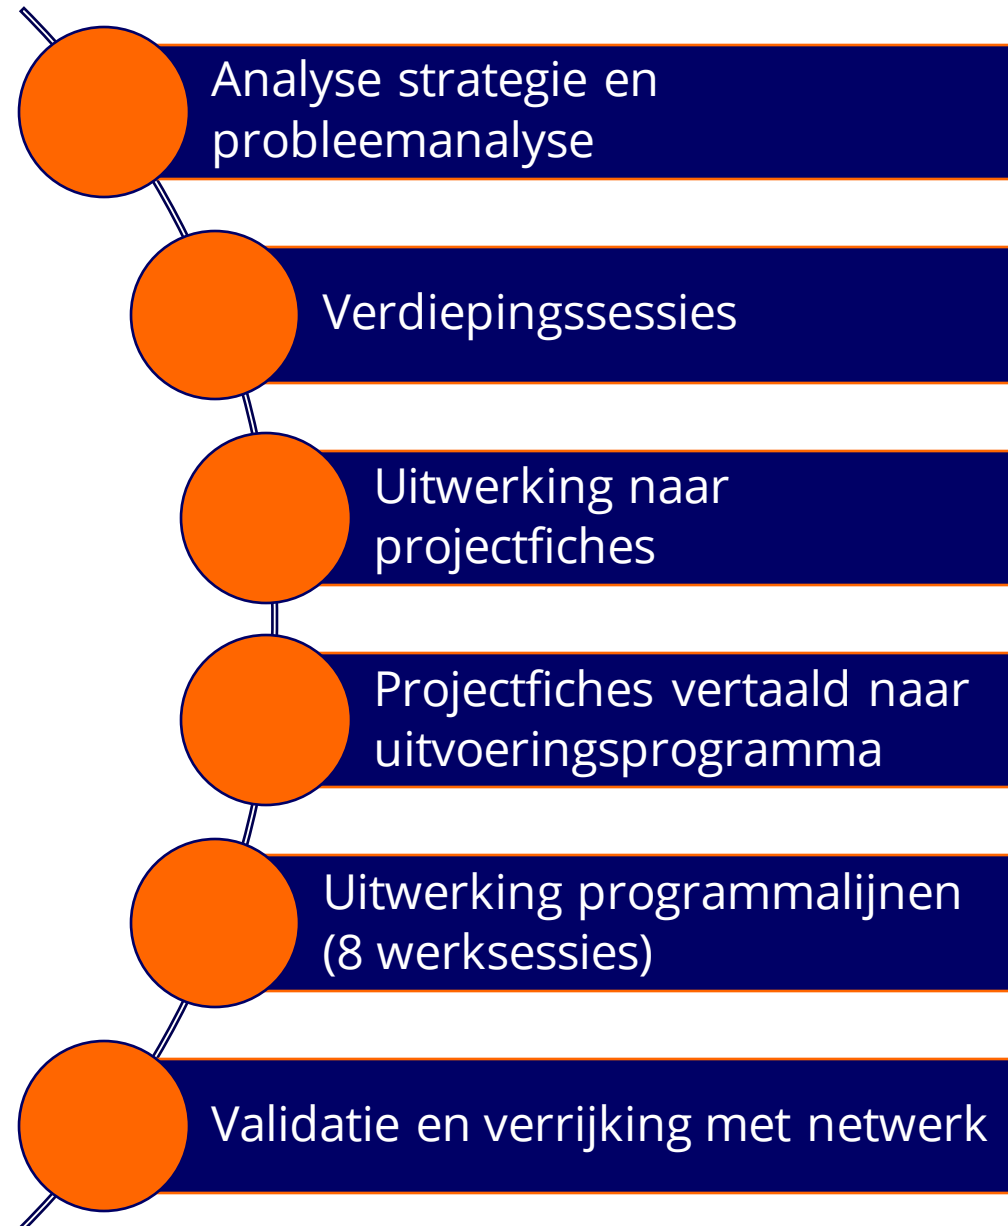 Analyse strategie en
probleemanalyse
Verdiepingssessies
Uitwerking naar
projectfiches
Projectfiches vertaald naar
uitvoeringsprogramma
Uitwerking programmalijnen
(8 werksessies)
Validatie en verrijking met netwerk